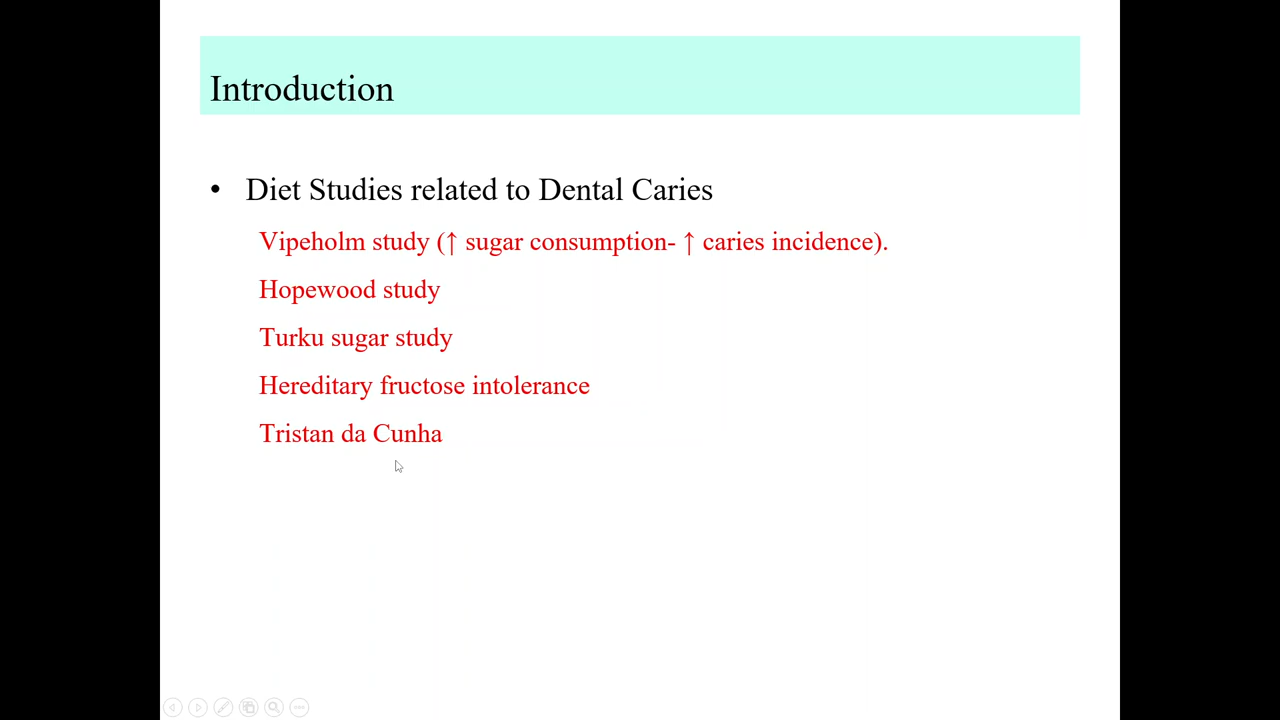 Introduction
• Diet Studies related to Dental Caries
Vipeholm study (↑ sugar consumption- ↑ caries incidence).
Hopewood study
Turku sugar study
Hereditary fructose intolerance
Tristan da Cunha